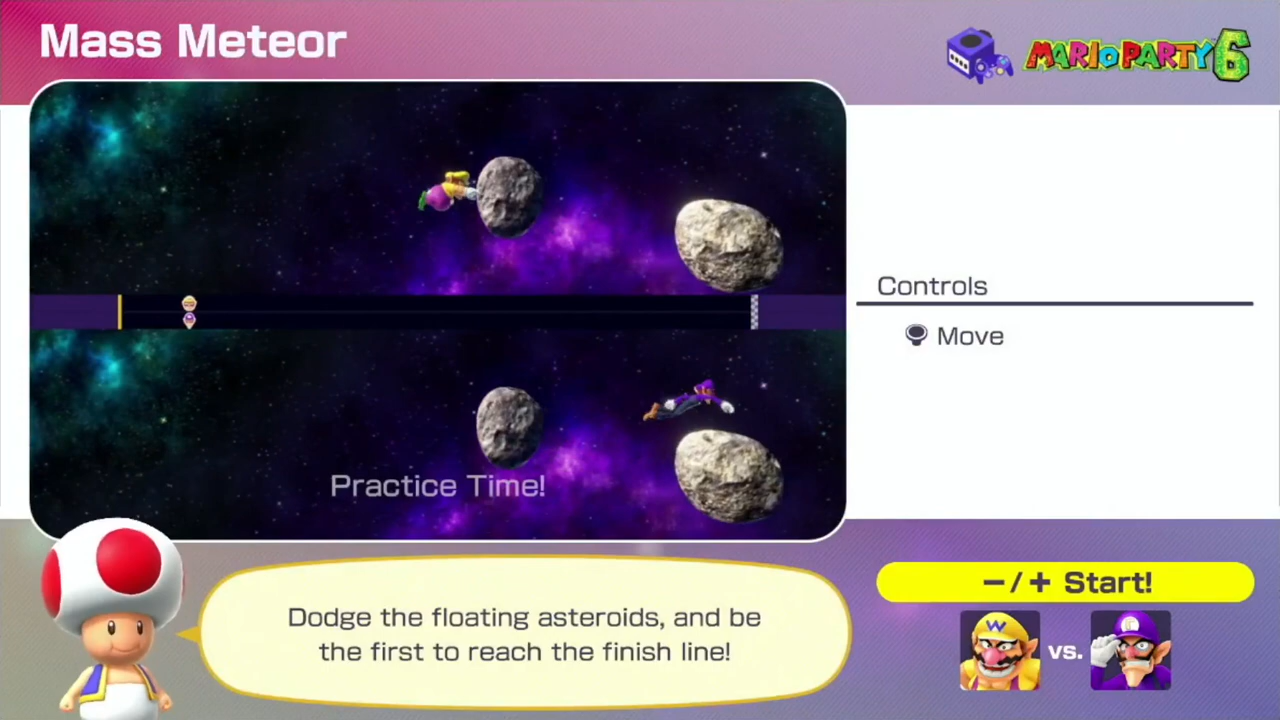 Mass Meteor
MARIO PARTY 6
Controls
Move
Practice Time!
Dodge the floating asteroids, and be
the first to reach the finish line!
−/+ Start!
W
vs.